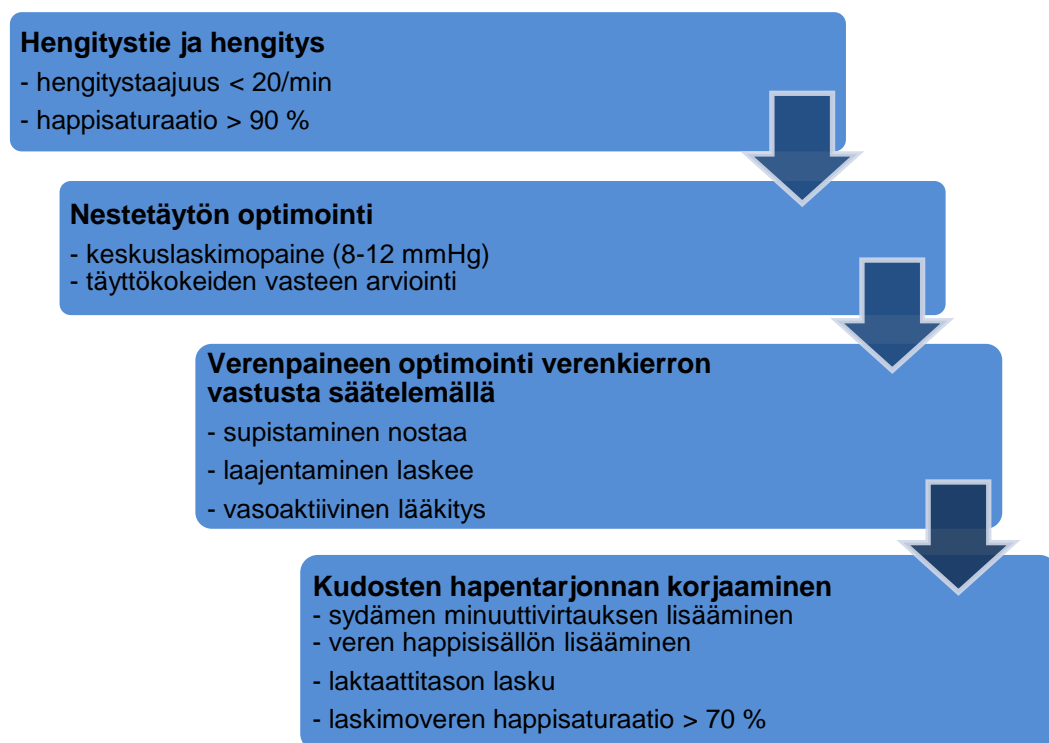 Hengitystie ja hengitys
- hengitystaajuus < 20/min
- happisaturaatio > 90 %
Nestetäytön optimointi
- keskuslaskimopaine (8-12 mmHg)
- täyttökokeiden vasteen arviointi
Verenpaineen optimointi verenkierron
vastusta säätelemällä
- supistaminen nostaa
- laajentaminen laskee
- vasoaktiivinen lääkitys
Kudosten hapentarjonnan korjaaminen
- sydämen minuuttivirtauksen lisääminen
- veren happisisällön lisääminen
- laktaattitason lasku
- laskimoveren happisaturaatio > 70 %